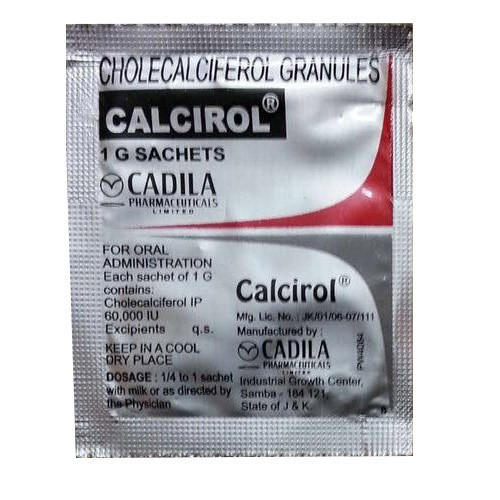 CHOLECALCIFEROL GRANULES
CALCIROL®
1 G SACHETS
CADILA
PHARMACEUTICALS
LIMITED
FOR ORAL
ADMINISTRATION
Each sachet of 1 G
contains:
Cholecalciferol IP
60,000 IU
Excipients q.s.
KEEP IN A COOL
DRY PLACE
DOSAGE : 1/4 to 1 sachet
with milk or as directed by
the Physician
Calcirol®
Mfg. Lic. No. : JK/01/06-07/111
Manufactured by :
CADILA
PHARMACEUTICALS
LIMITED
Industrial Growth Center,
Samba - 184 121,
State of J & K.